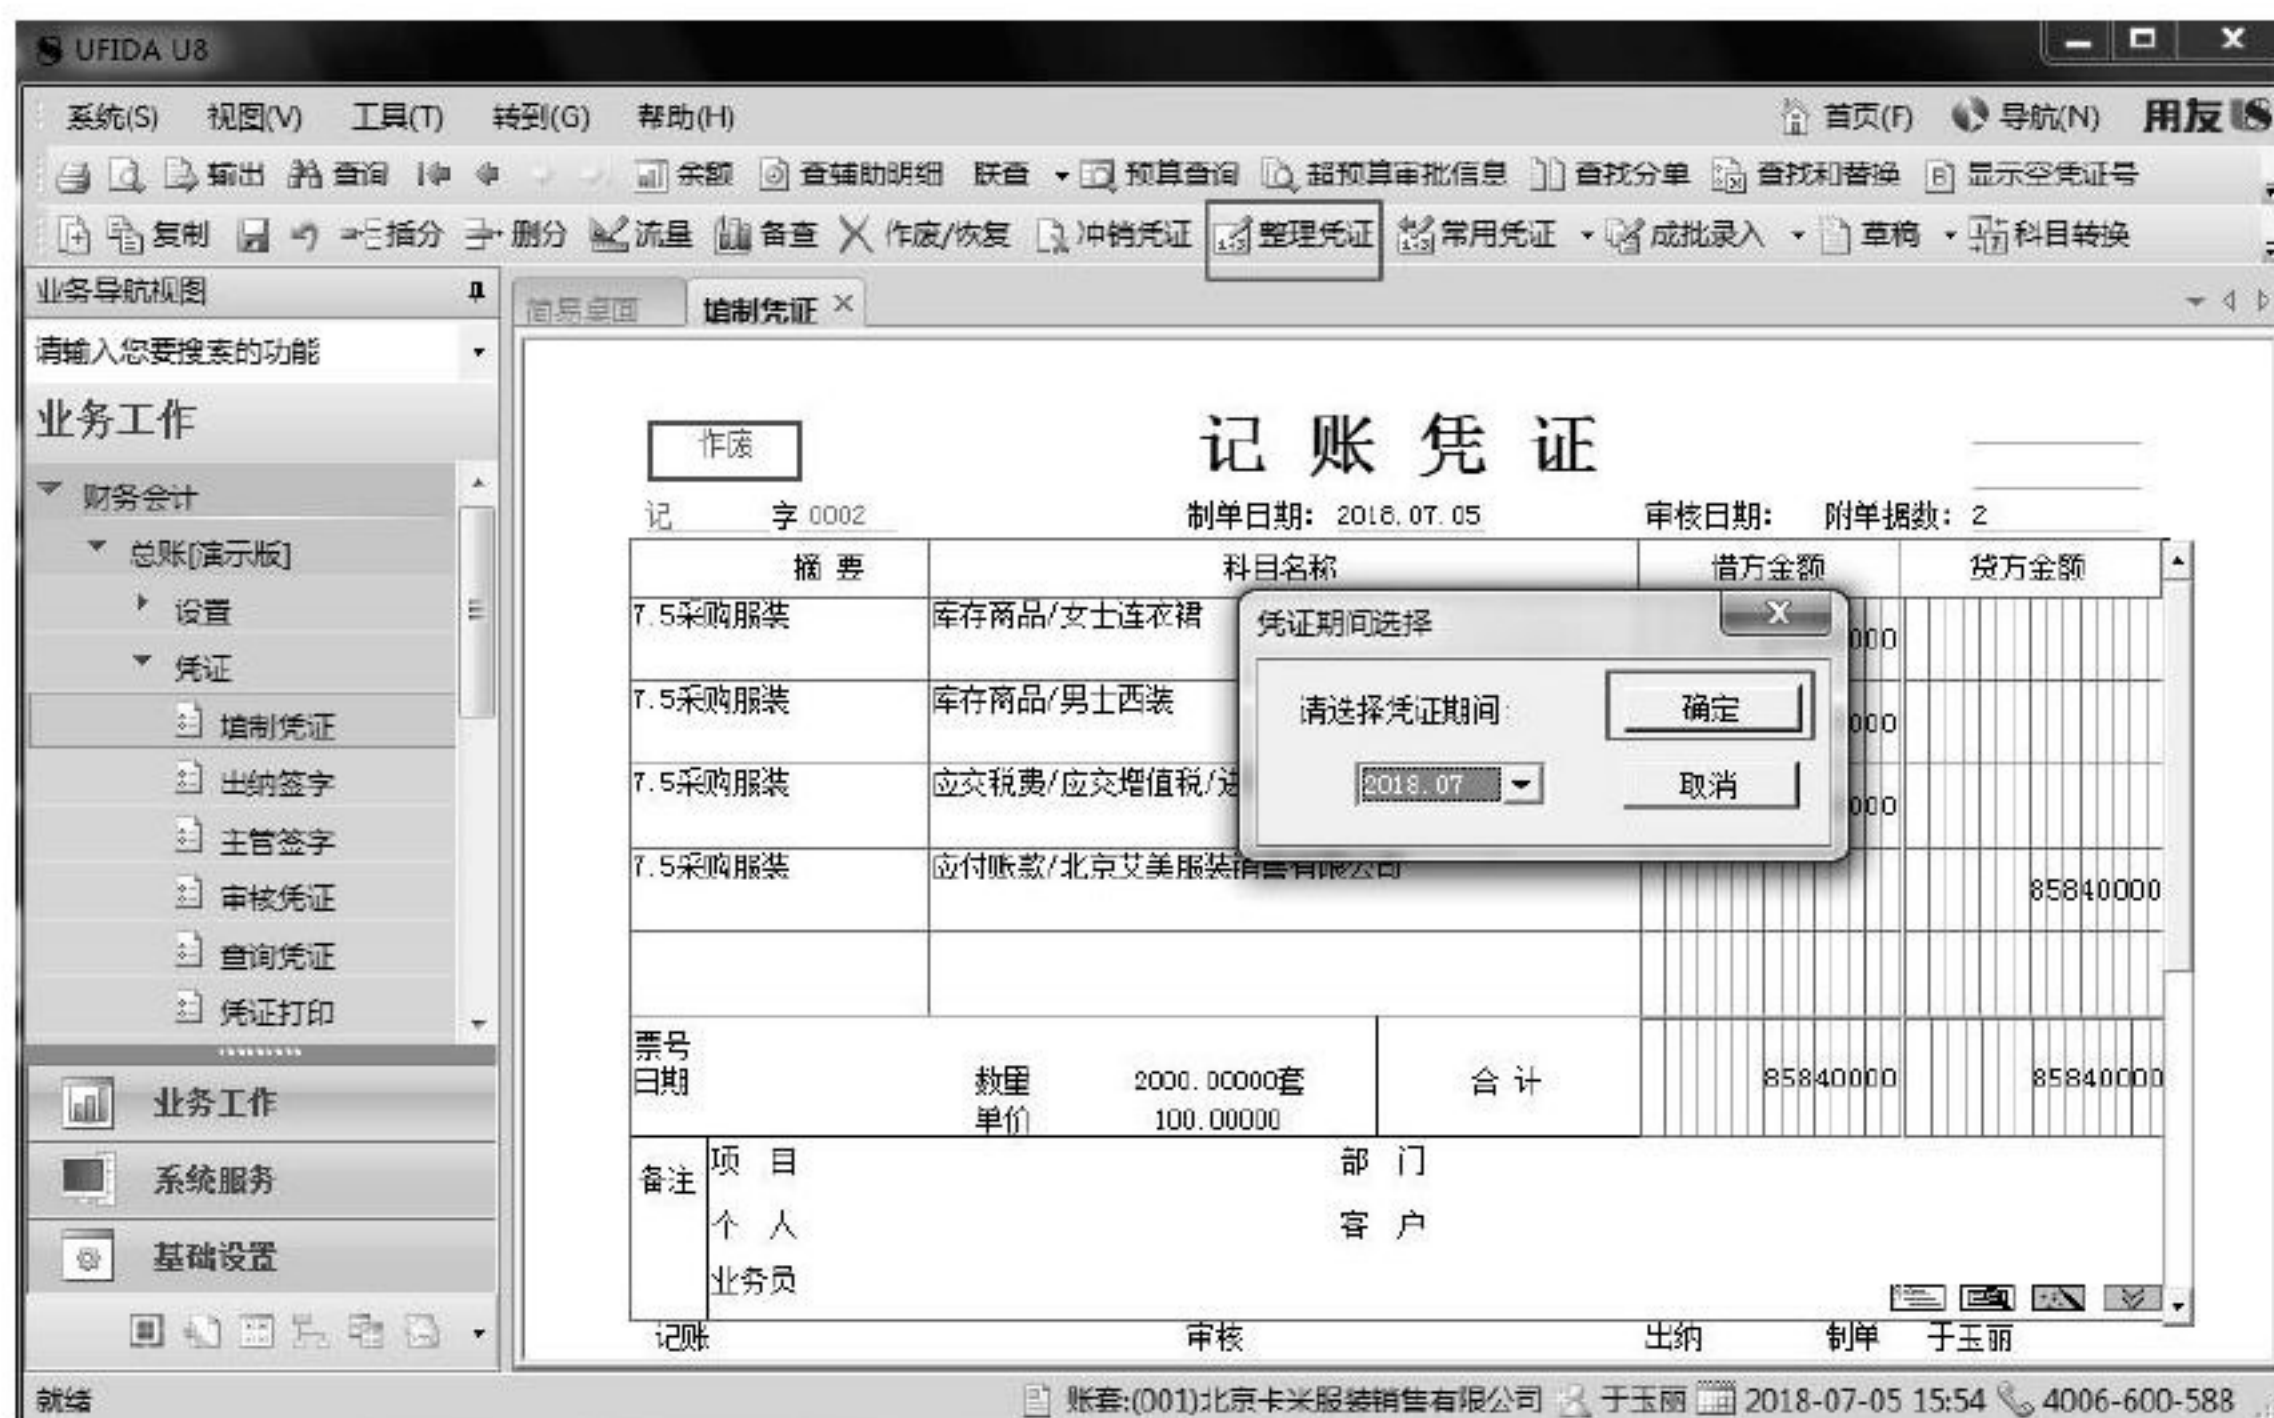 UFIDA U8
系统(S) 视图(V) 工具(T) 转到(G) 帮助(H) 首页(F) 导航(N) 用友
输出 查询 余额 查辅助明细 联查 预算查询 超预算审批信息 查找分单 查找和替换 显示空凭证号
复制 插分 删分 流量 备查 作废/恢复 冲销凭证 整理凭证 常用凭证 成批录入 草稿 科目转换
业务导航视图
简易桌面 填制凭证
请输入您要搜索的功能
业务工作
财务会计
总账[演示版]
设置
凭证
填制凭证
出纳签字
主管签字
审核凭证
查询凭证
凭证打印
业务工作
系统服务
基础设置
作废
记账凭证
记 字 0002 制单日期: 2018.07.05 审核日期: 附单据数: 2
摘要 科目名称 借方金额 贷方金额
7.5采购服装 库存商品/女士连衣裙 000
7.5采购服装 库存商品/男士西装 000
7.5采购服装 应交税费/应交增值税/进 000
7.5采购服装 应付账款/北京艾美服装销售有限公司 85840000
凭证期间选择
请选择凭证期间: 确定
2018.07 取消
票号
日期 数量 2000.00000套 合计 85840000 85840000
单价 100.00000
备注 项目 部门
个人 客户
业务员
记账 审核 出纳 制单 于玉丽
就绪 账套:(001)北京卡米服装销售有限公司 于玉丽 2018-07-05 15:54 4006-600-588